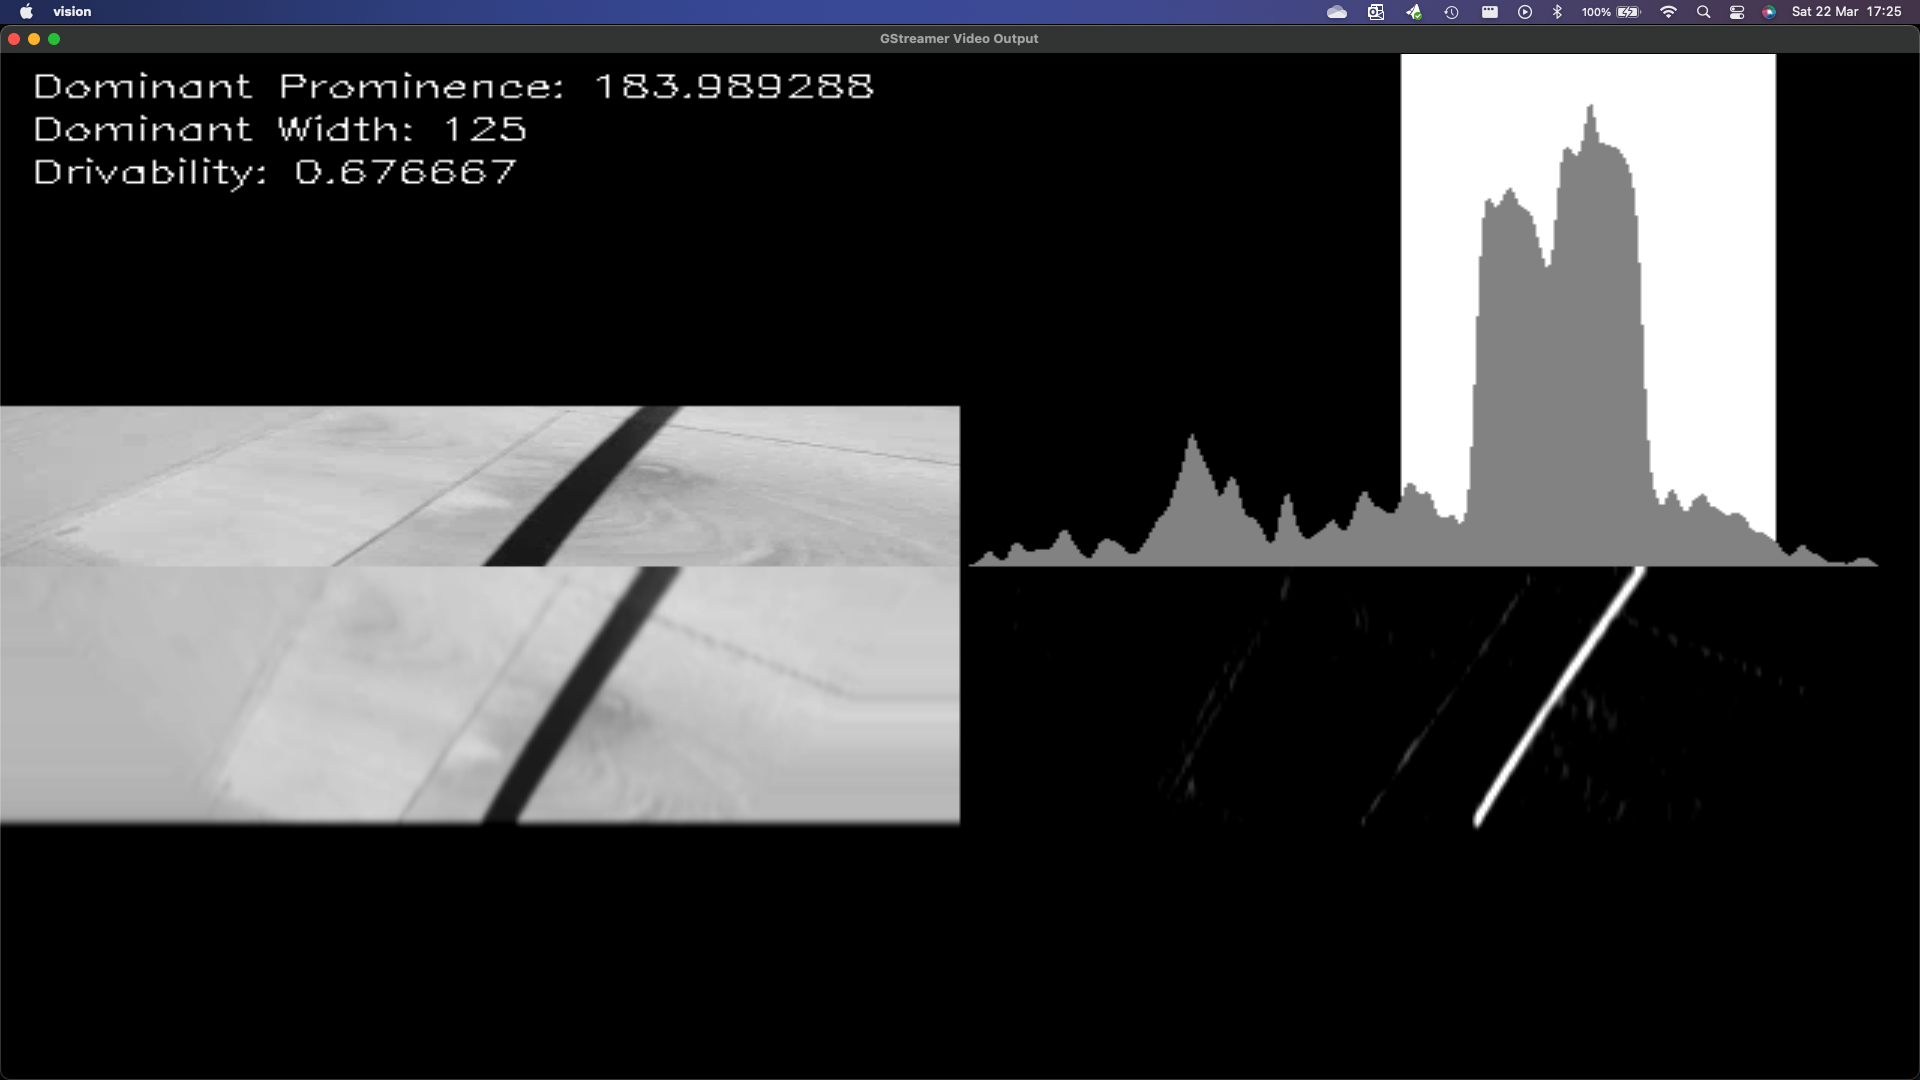 vision
100%
Sat 22 Mar 17:25
GStreamer Video Output
Dominant Prominence: 183.989288
Dominant Width: 125
Drivability: 0.676667